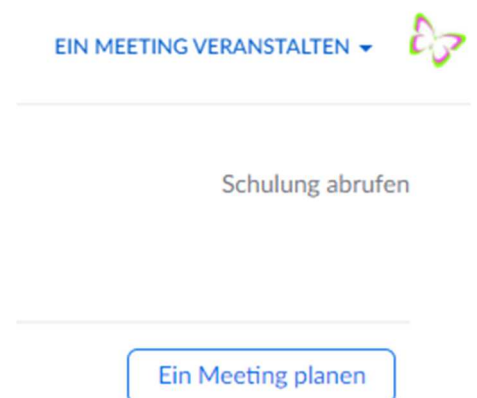 EIN MEETING VERANSTALTEN
Schulung abrufen
Ein Meeting planen